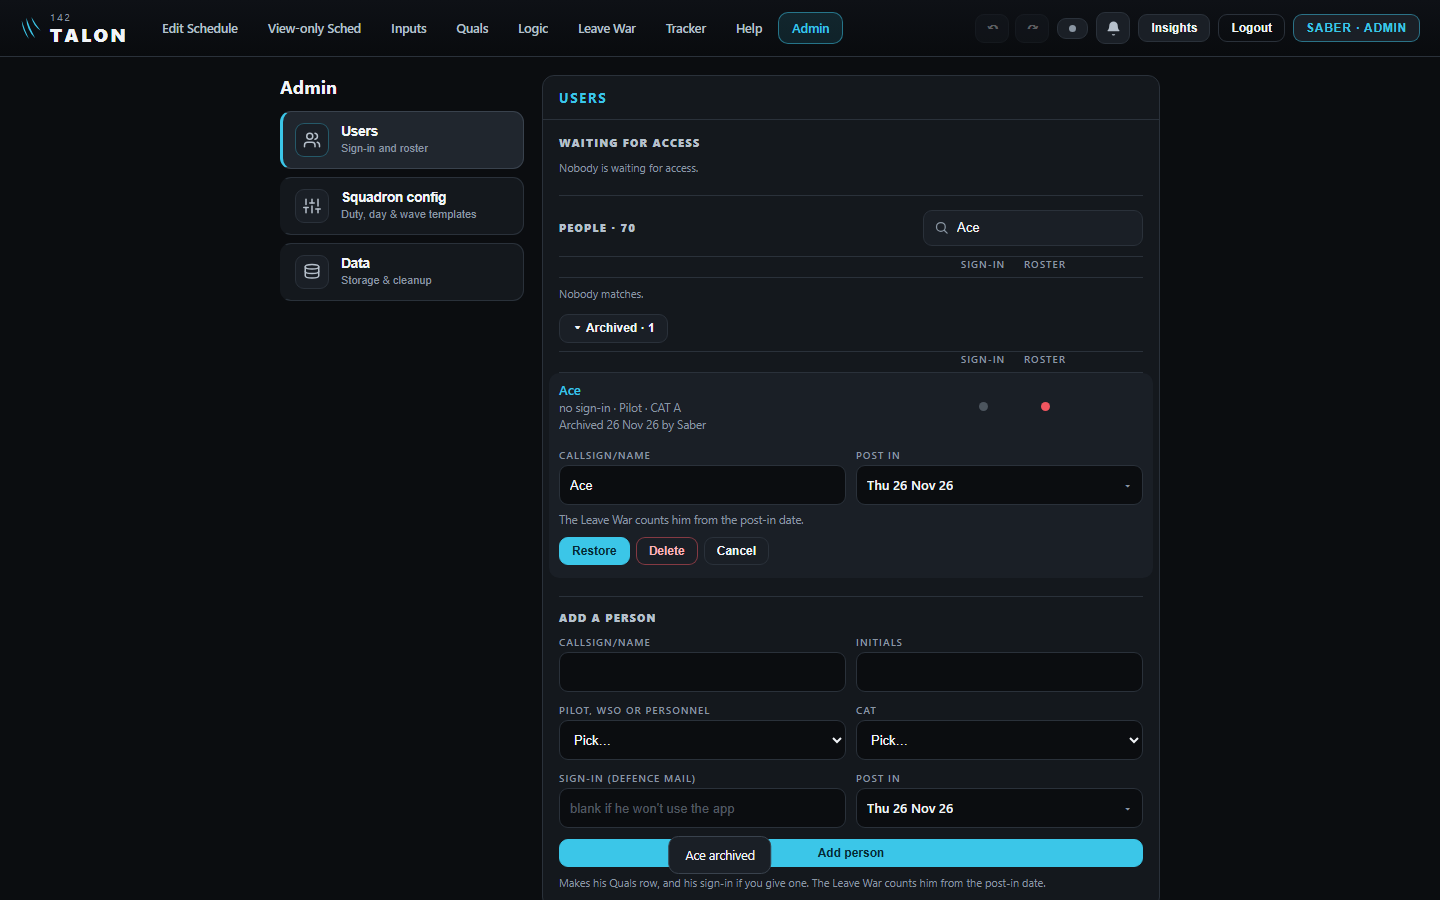 142
TALON
Edit Schedule
View-only Sched
Inputs
Quals
Logic
Leave War
Tracker
Help
Admin
Insights
Logout
SABER · ADMIN
Admin
Users
Sign-in and roster
Squadron config
Duty, day & wave templates
Data
Storage & cleanup
USERS
WAITING FOR ACCESS
Nobody is waiting for access.
PEOPLE · 70
Ace
SIGN-IN ROSTER
Nobody matches.
Archived · 1
SIGN-IN ROSTER
Ace
no sign-in · Pilot · CAT A
Archived 26 Nov 26 by Saber
CALLSIGN/NAME
POST IN
Ace
Thu 26 Nov 26
The Leave War counts him from the post-in date.
Restore
Delete
Cancel
ADD A PERSON
CALLSIGN/NAME
INITIALS
PILOT, WSO OR PERSONNEL
CAT
Pick...
Pick...
SIGN-IN (DEFENCE MAIL)
POST IN
blank if he won't use the app
Thu 26 Nov 26
Add person
Ace archived
Makes his Quals row, and his sign-in if you give one. The Leave War counts him from the post-in date.